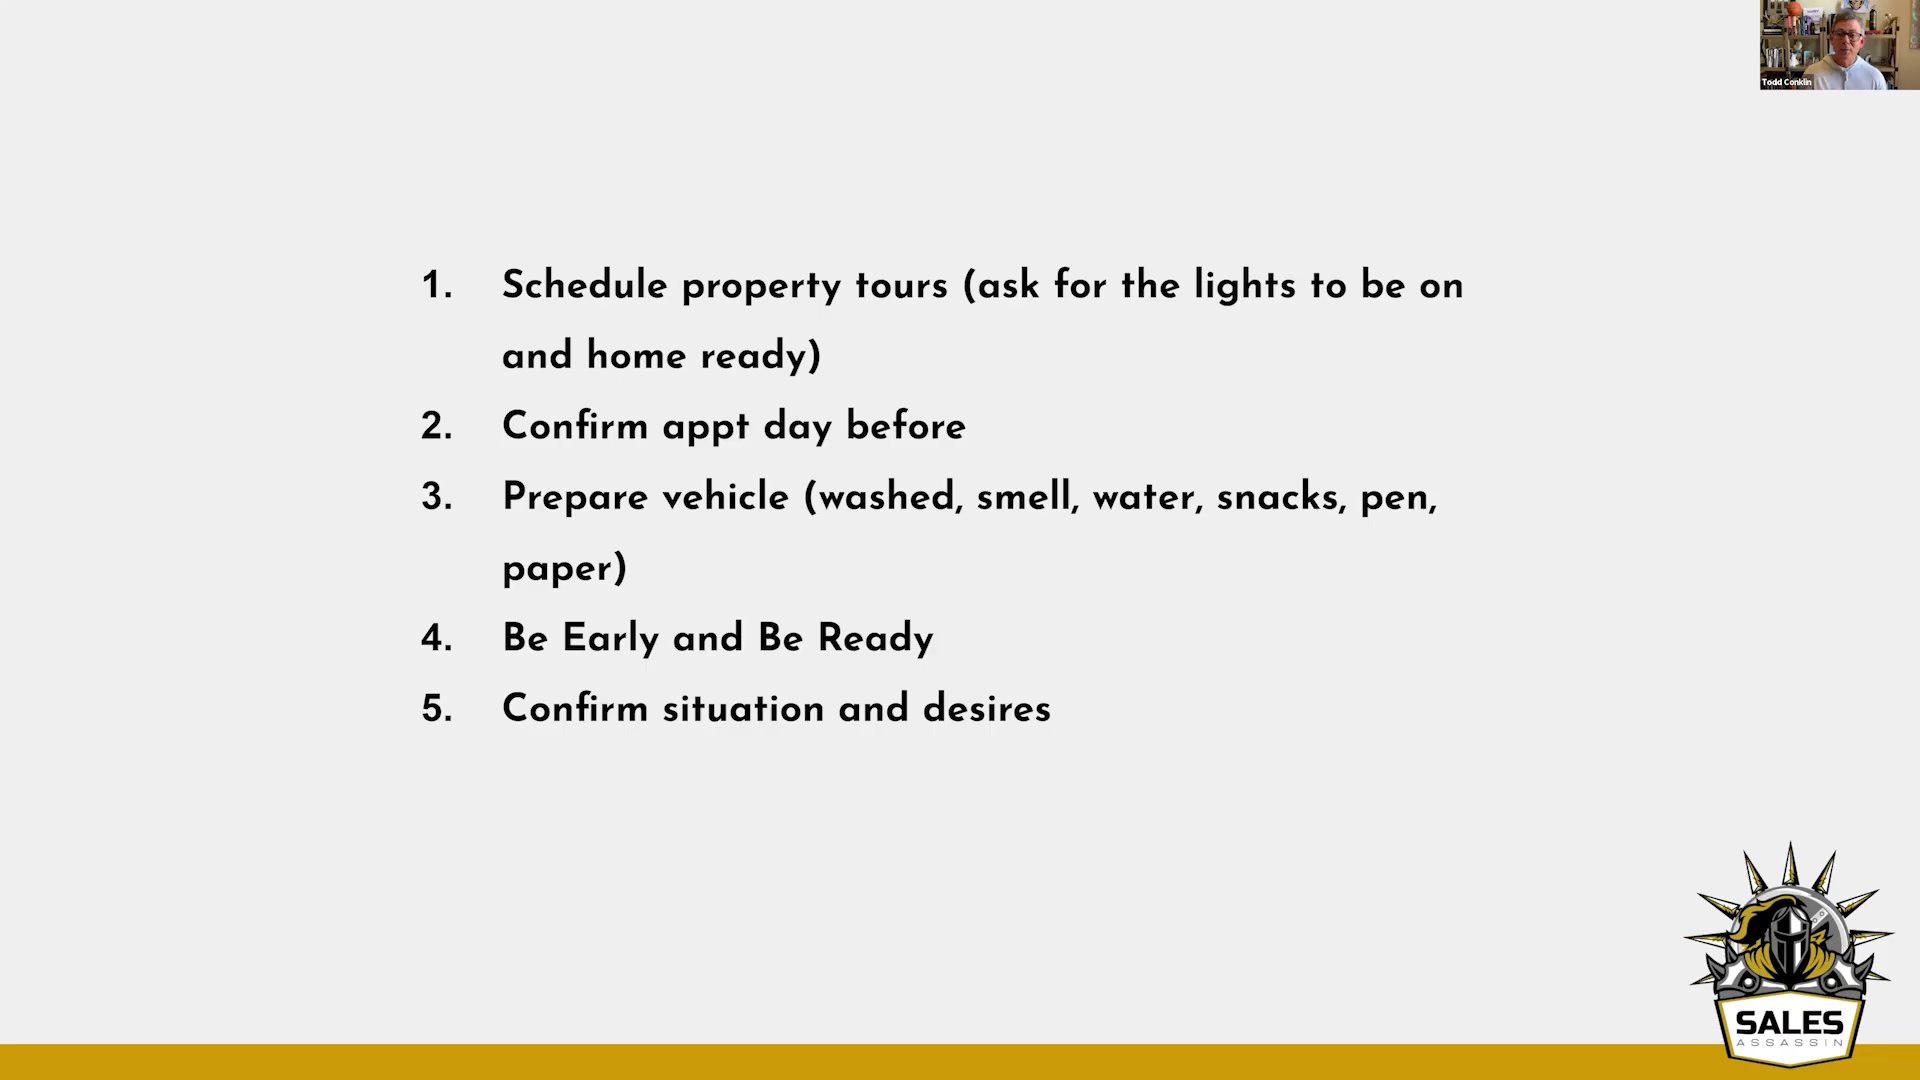 Todd Conklin
1. Schedule property tours (ask for the lights to be on
and home ready)
2. Confirm appt day before
3. Prepare vehicle (washed, smell, water, snacks, pen,
paper)
4. Be Early and Be Ready
5. Confirm situation and desires
SALES
ASSASSIN